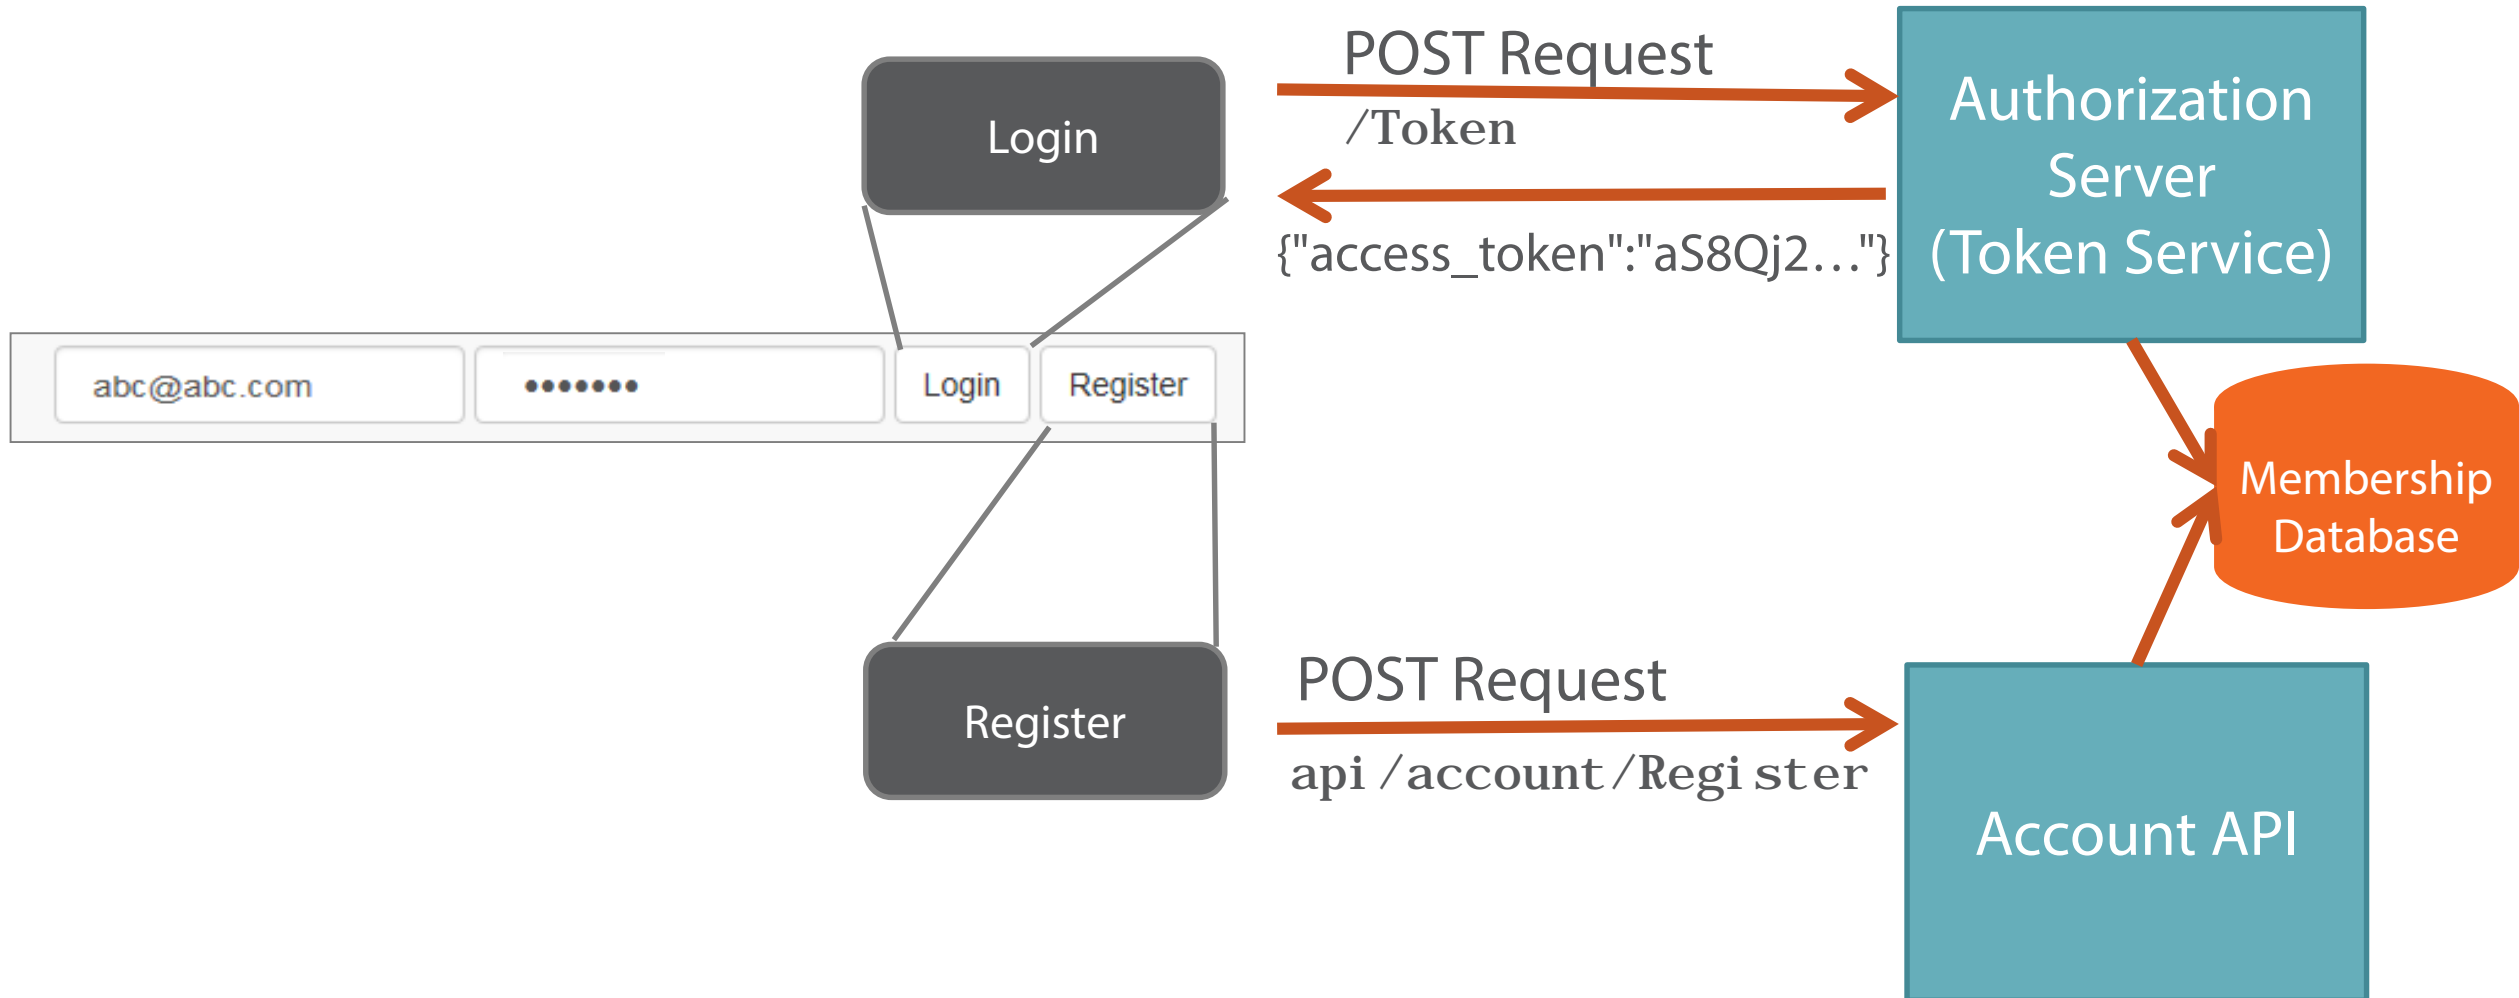 Login
POST Request
/Token
{"access_token":"aS8Qj2..."}
Authorization
Server
(Token Service)
abc@abc.com
•••••••
Login
Register
Membership
Database
Register
POST Request
api/account/Register
Account API